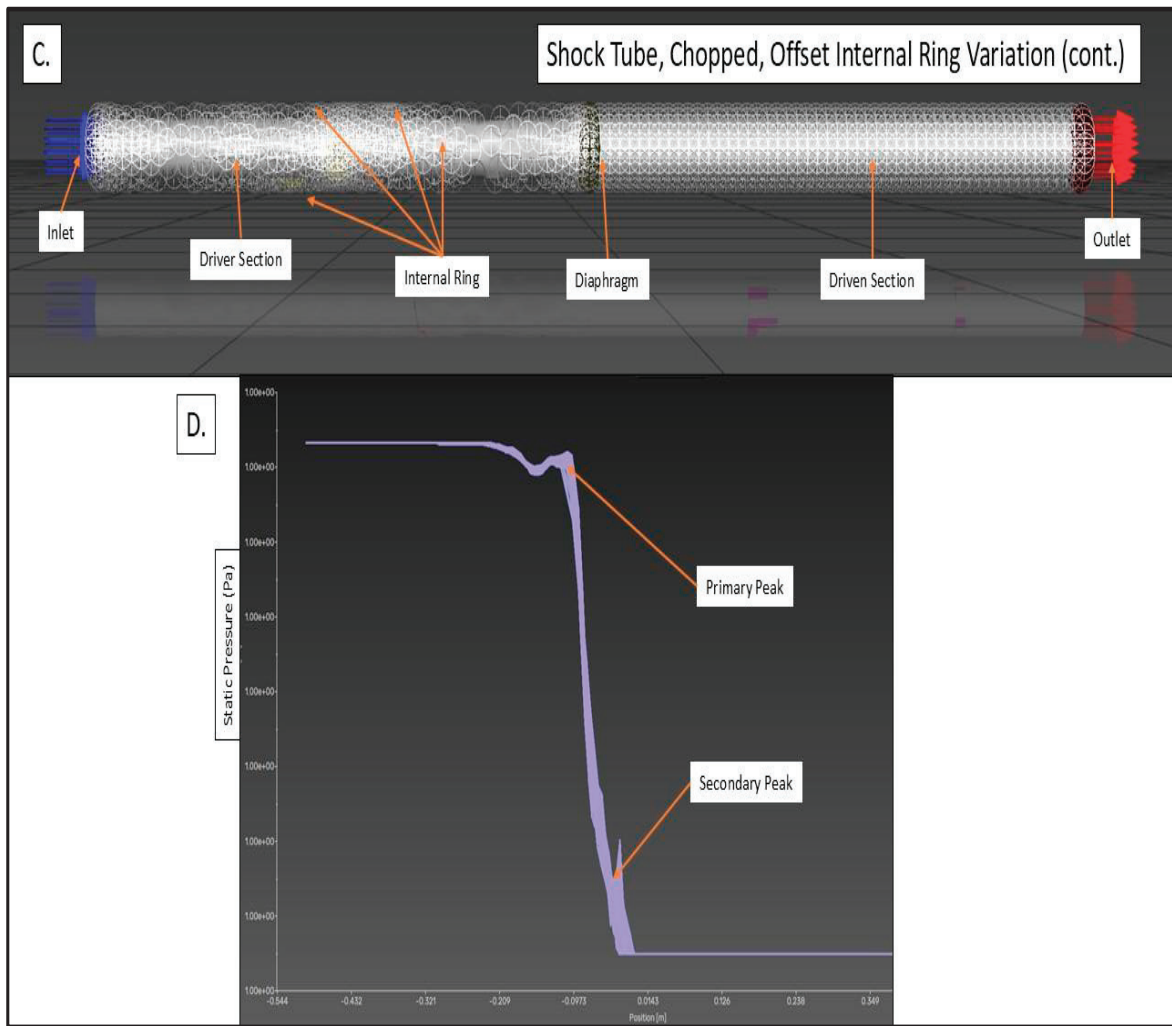 C.
Shock Tube, Chopped, Offset Internal Ring Variation (cont.)
Inlet
Driver Section
Internal Ring
Diaphragm
Driven Section
Outlet
D.
1.00e+00
1.00e+00
1.00e+00
1.00e+00
1.00e+00
1.00e+00
1.00e+00
1.00e+00
1.00e+00
Static Pressure (Pa)
Primary Peak
Secondary Peak
-0.544 -0.432 -0.321 -0.209 -0.0973 0.0143 0.126 0.238 0.349
Position [m]